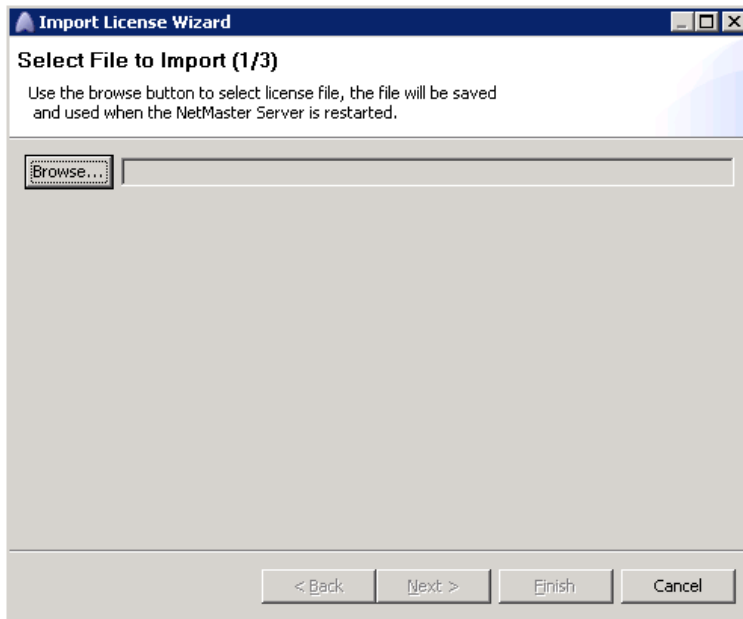 Import License Wizard
Select File to Import (1/3)
Use the browse button to select license file, the file will be saved
and used when the NetMaster Server is restarted.
Browse...
< Back Next > Finish Cancel